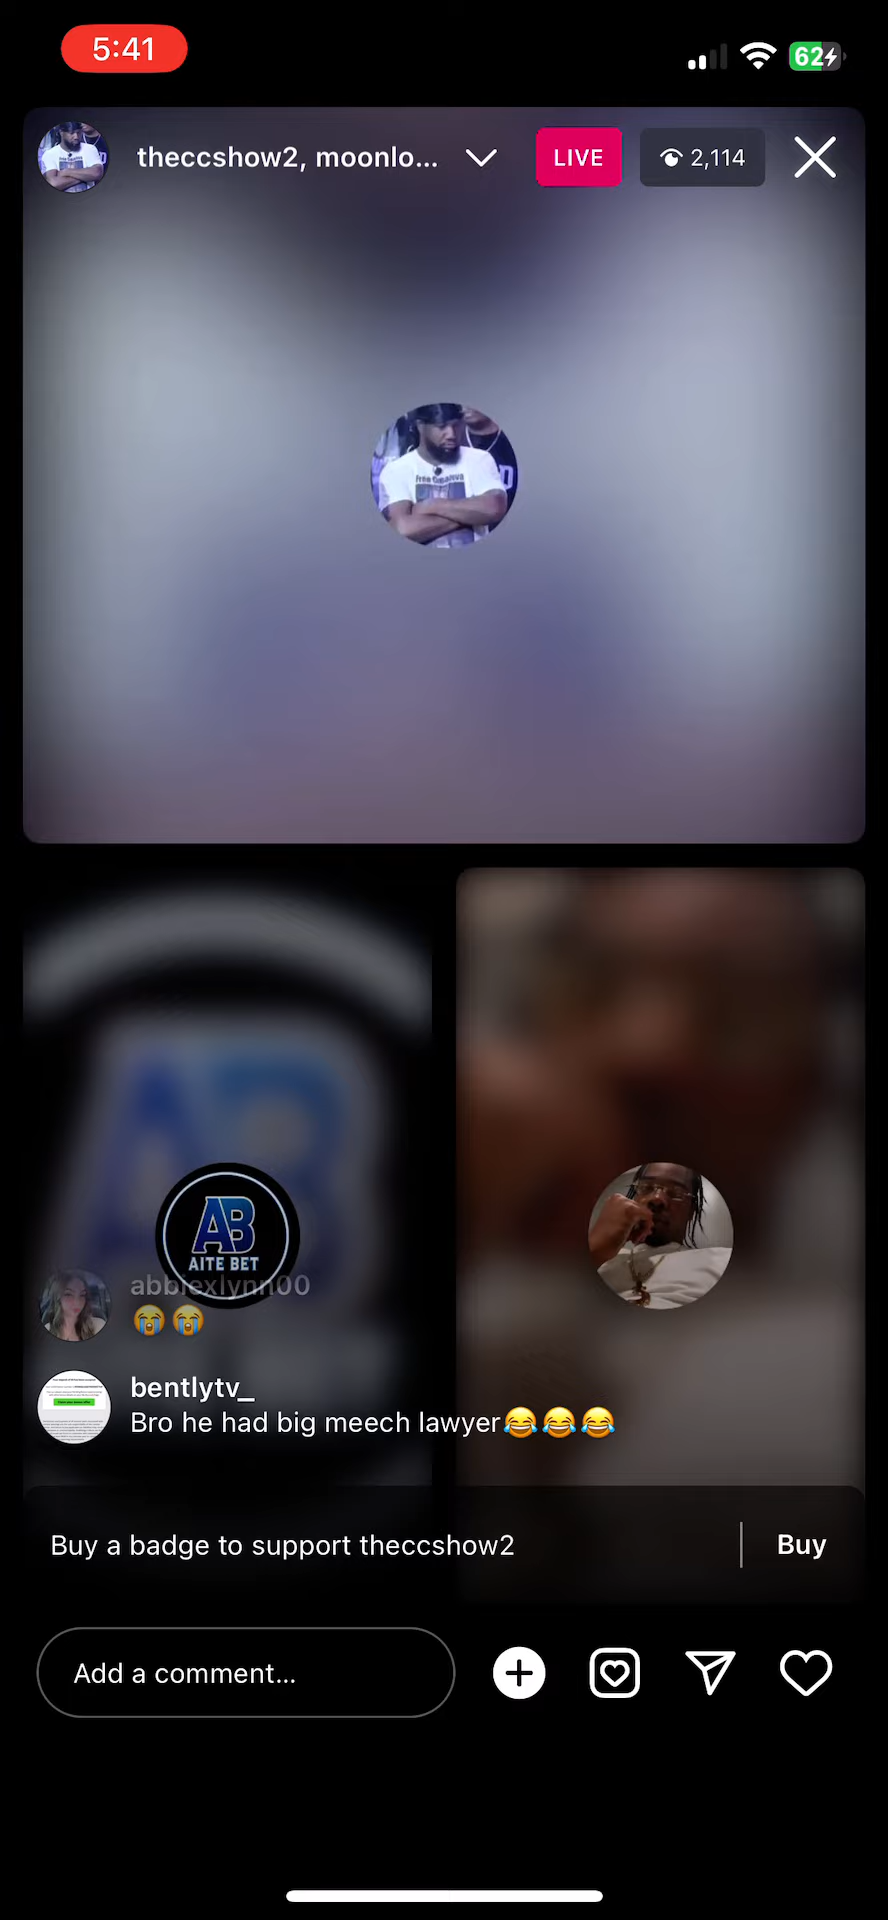 5:41
62
theccshow2, moonlo...
LIVE
2,114
AB
AITE BET
abbiexlynn00
😭😭
bentlytv_
Bro he had big meech lawyer😂😂😂
Buy a badge to support theccshow2
Buy
Add a comment...